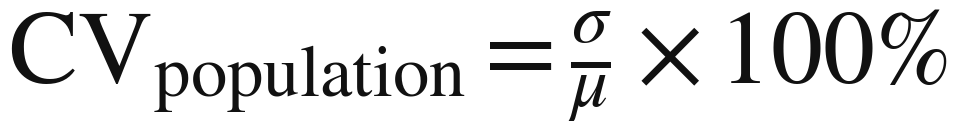 CV_population = σ/μ × 100%